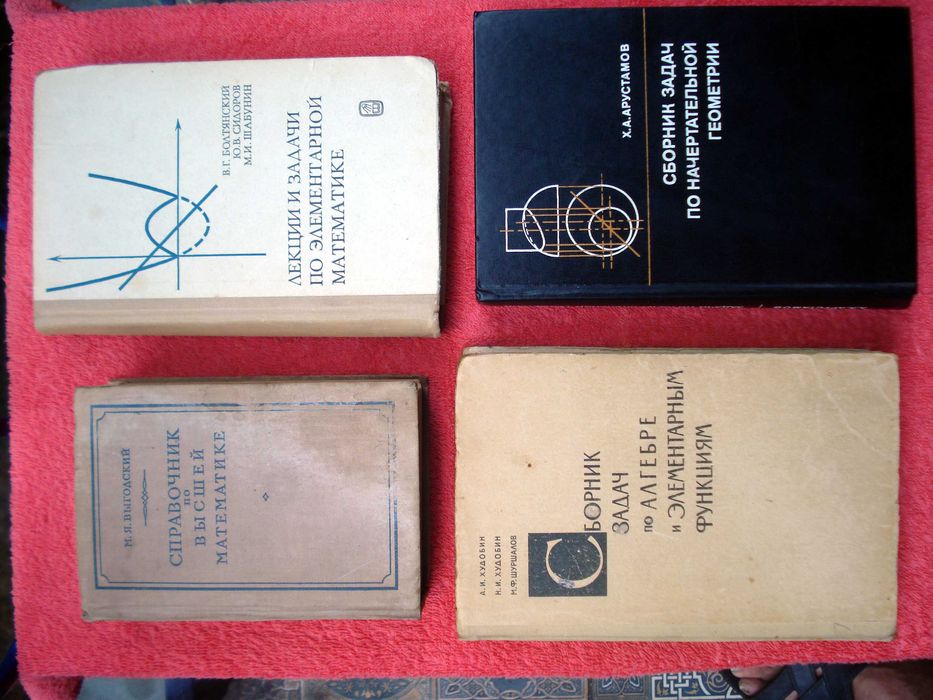 В.Г. БОЛТЯНСКИЙ
Ю.В. СИДОРОВ
М.И. ШАБУНИН
ЛЕКЦИИ И ЗАДАЧИ
ПО ЭЛЕМЕНТАРНОЙ
МАТЕМАТИКЕ
Х.А.АРУСТАМОВ
СБОРНИК ЗАДАЧ
ПО НАЧЕРТАТЕЛЬНОЙ
ГЕОМЕТРИИ
М. Я. ВЫГОДСКИЙ
СПРАВОЧНИК
ПО
ВЫСШЕЙ
МАТЕМАТИКЕ
А.И.ХУДОБИН
Н.И.ХУДОБИН
М.Ф.ШУРШАЛОВ
СБОРНИК
ЗАДАЧ
ПО АЛГЕБРЕ
И ЭЛЕМЕНТАРНЫМ
ФУНКЦИЯМ